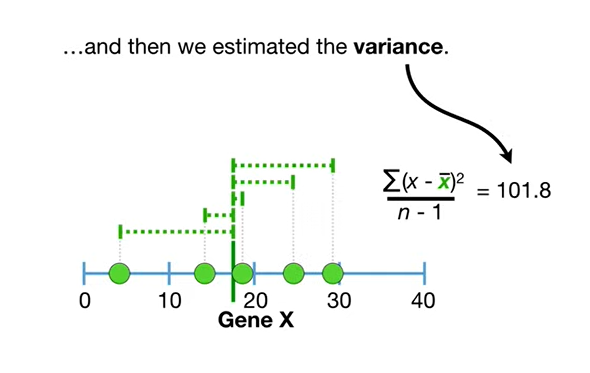 ...and then we estimated the variance.
∑(x - x̄)²
n - 1
= 101.8
0 10 20 30 40
Gene X